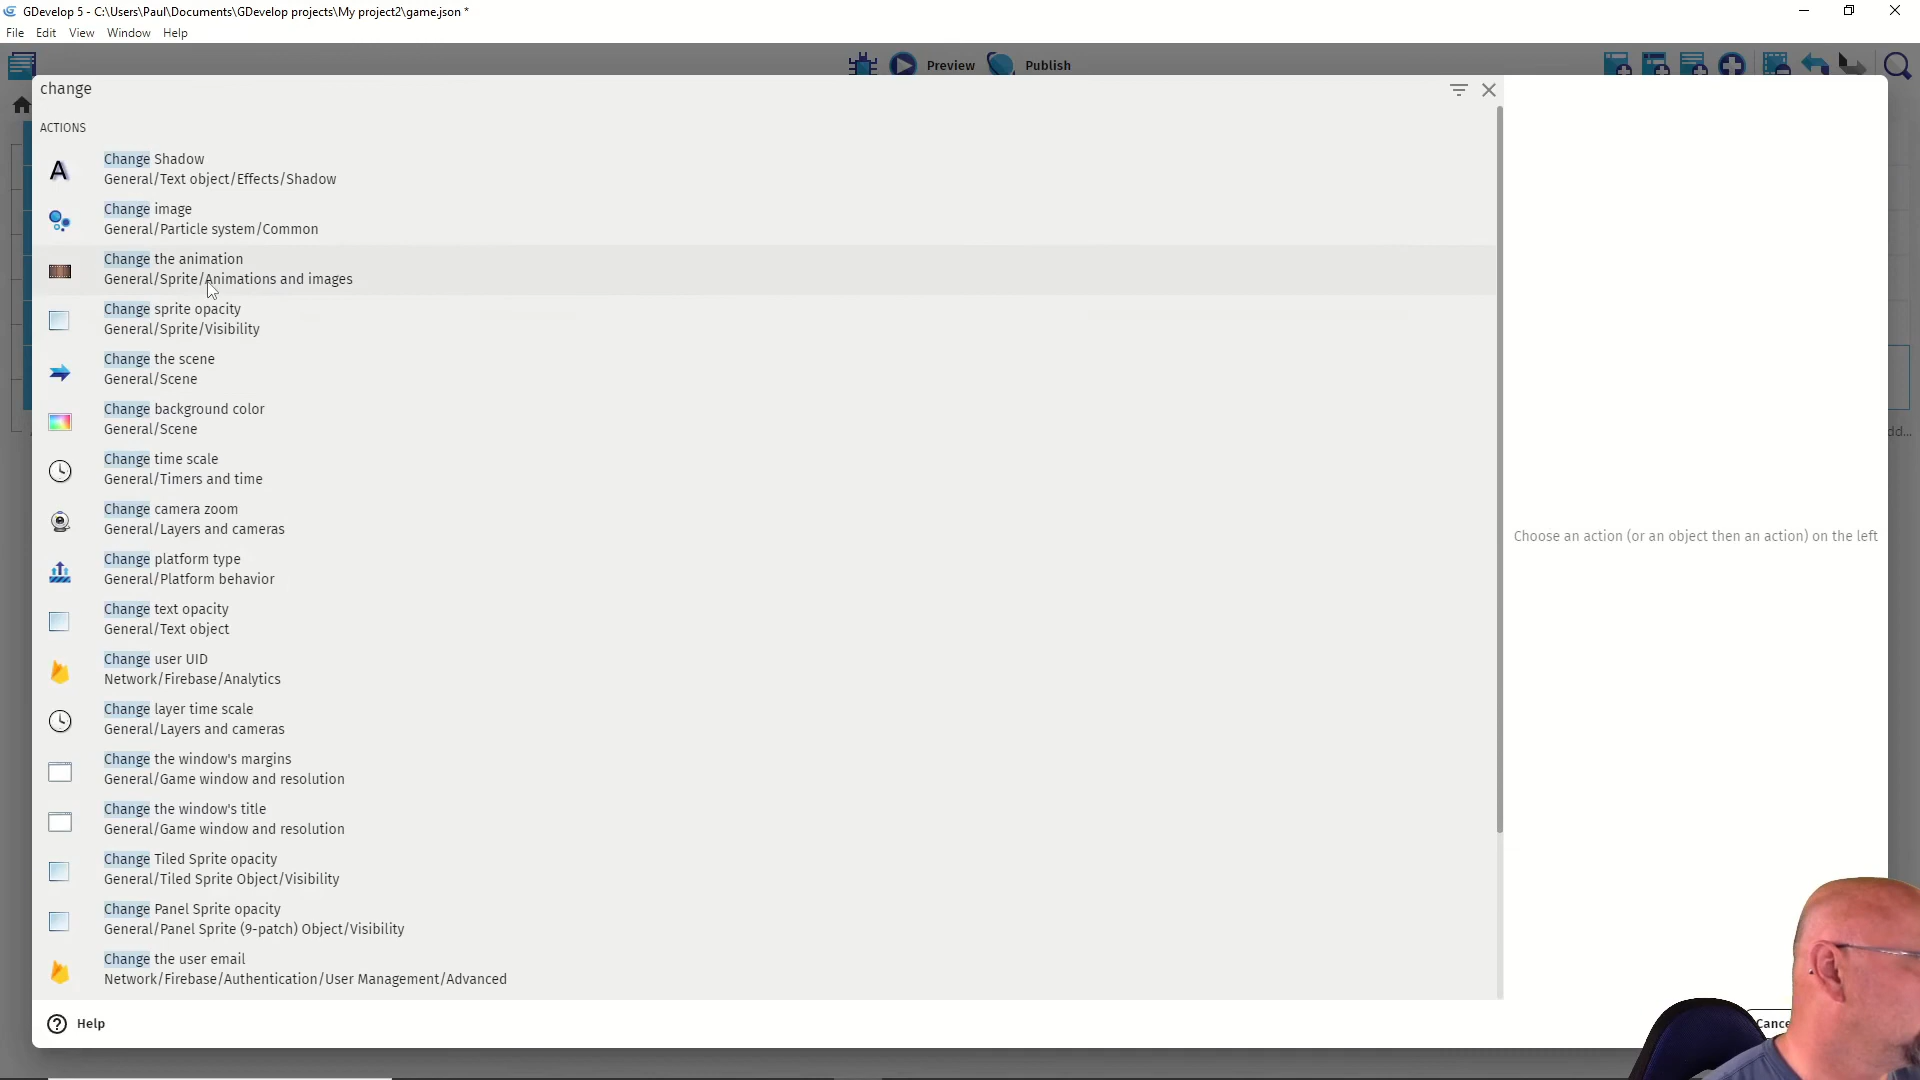 GDevelop 5 - C:\Users\Paul\Documents\GDevelop projects\My project2\game.json *
File Edit View Window Help
Preview Publish
change
ACTIONS
Change Shadow
General/Text object/Effects/Shadow
Change image
General/Particle system/Common
Change the animation
General/Sprite/Animations and images
Change sprite opacity
General/Sprite/Visibility
Change the scene
General/Scene
Change background color
General/Scene
Change time scale
General/Timers and time
Change camera zoom
General/Layers and cameras
Change platform type
General/Platform behavior
Change text opacity
General/Text object
Change user UID
Network/Firebase/Analytics
Change layer time scale
General/Layers and cameras
Change the window's margins
General/Game window and resolution
Change the window's title
General/Game window and resolution
Change Tiled Sprite opacity
General/Tiled Sprite Object/Visibility
Change Panel Sprite opacity
General/Panel Sprite (9-patch) Object/Visibility
Change the user email
Network/Firebase/Authentication/User Management/Advanced
Choose an action (or an object then an action) on the left
dd...
Help
Cance